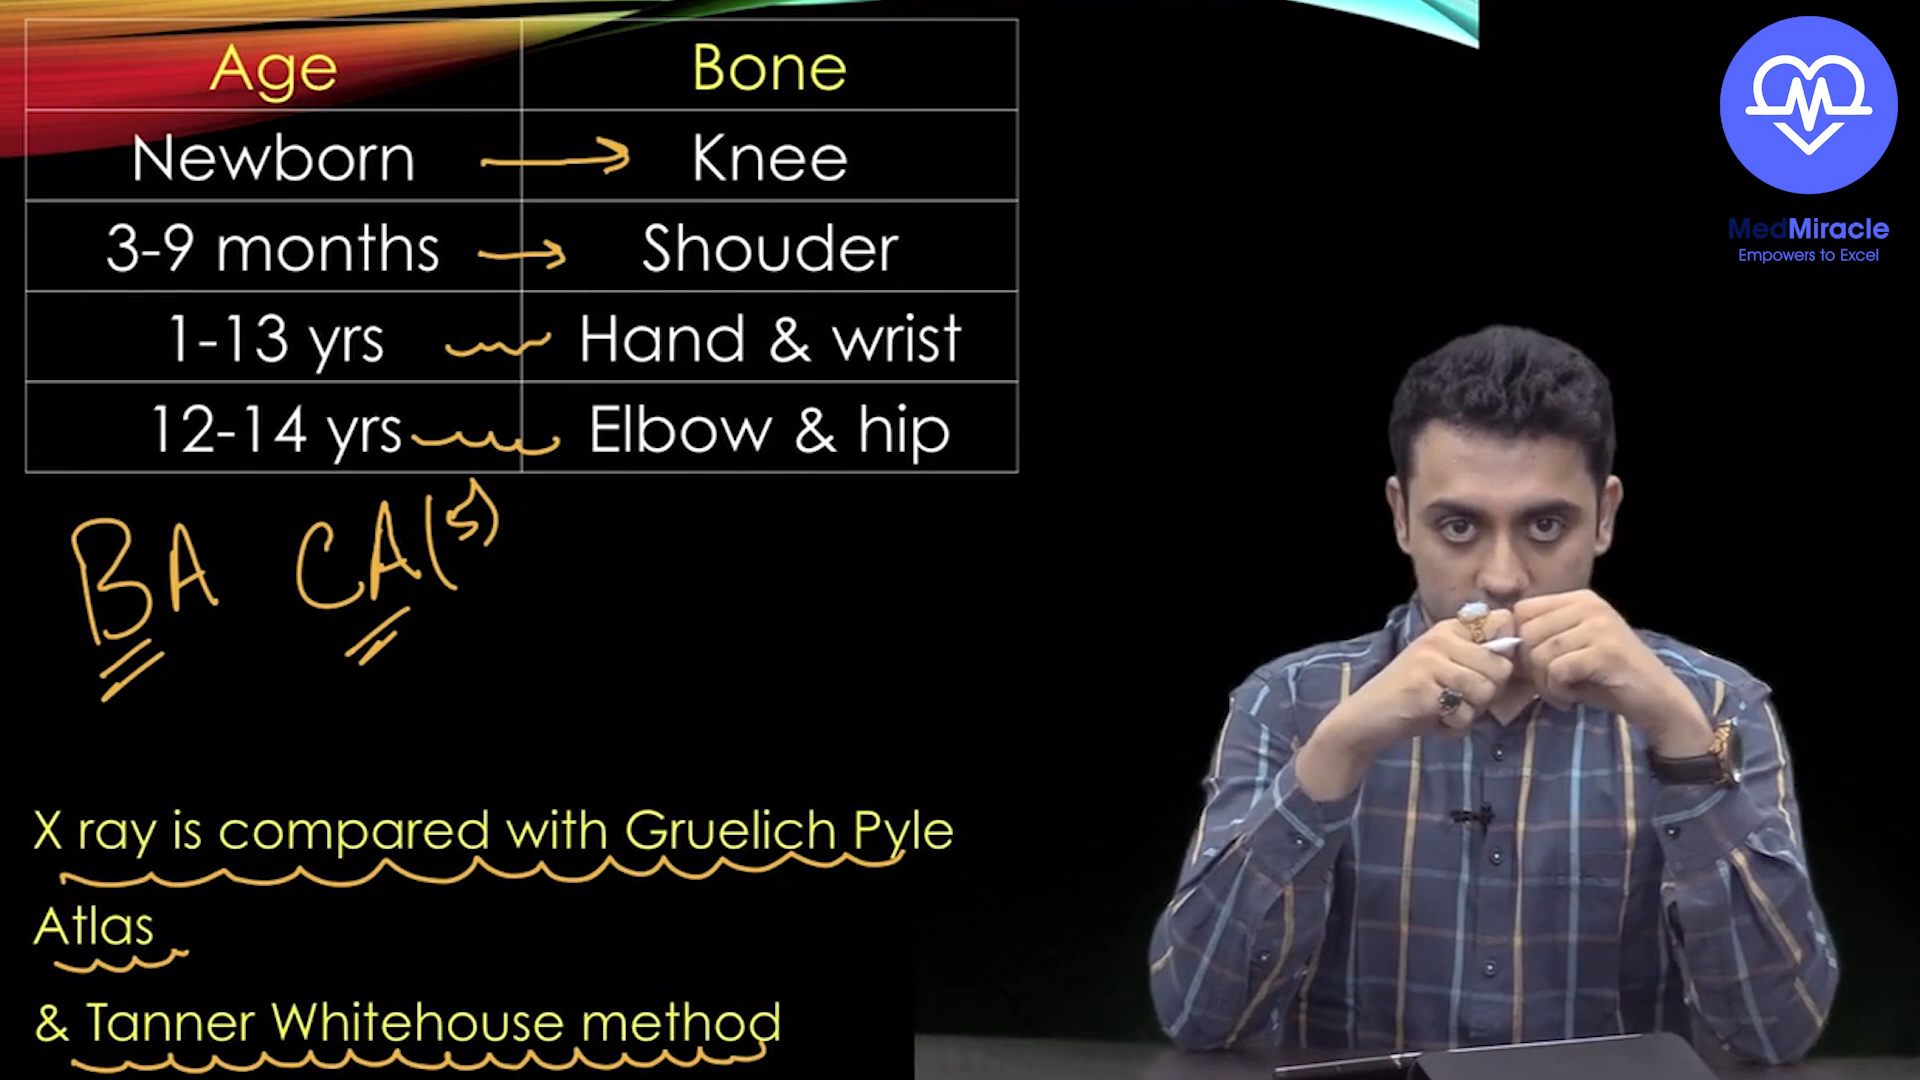 Age Bone
Newborn Knee
3-9 months Shouder
1-13 yrs Hand & wrist
12-14 yrs Elbow & hip
BA CA(5)
X ray is compared with Gruelich Pyle
Atlas
& Tanner Whitehouse method
MedMiracle
Empowers to Excel